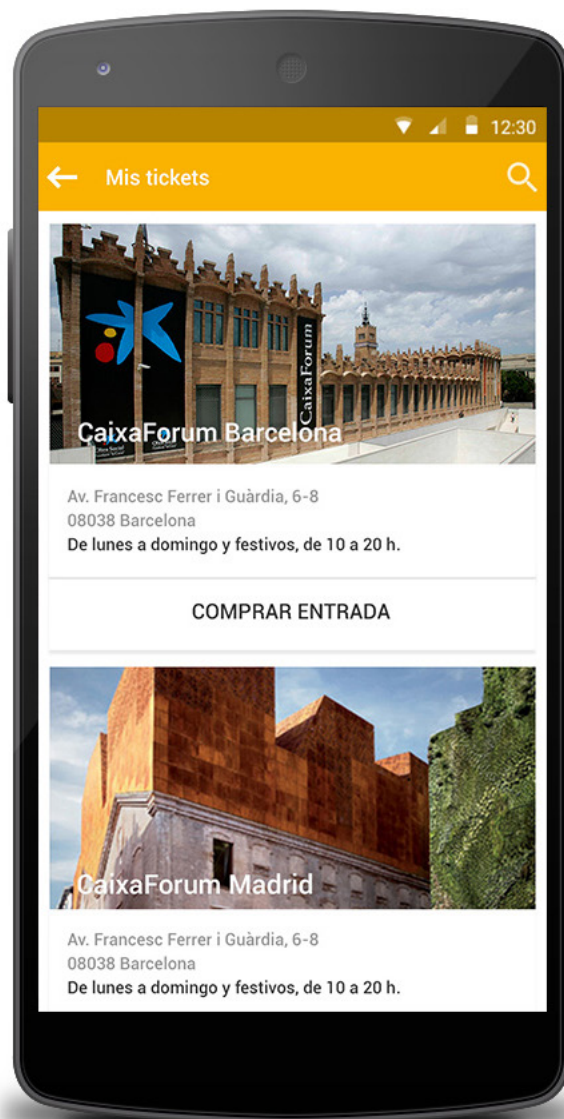 12:30
Mis tickets
CaixaForum
CaixaForum Barcelona
Av. Francesc Ferrer i Guàrdia, 6-8
08038 Barcelona
De lunes a domingo y festivos, de 10 a 20 h.
COMPRAR ENTRADA
CaixaForum Madrid
Av. Francesc Ferrer i Guàrdia, 6-8
08038 Barcelona
De lunes a domingo y festivos, de 10 a 20 h.